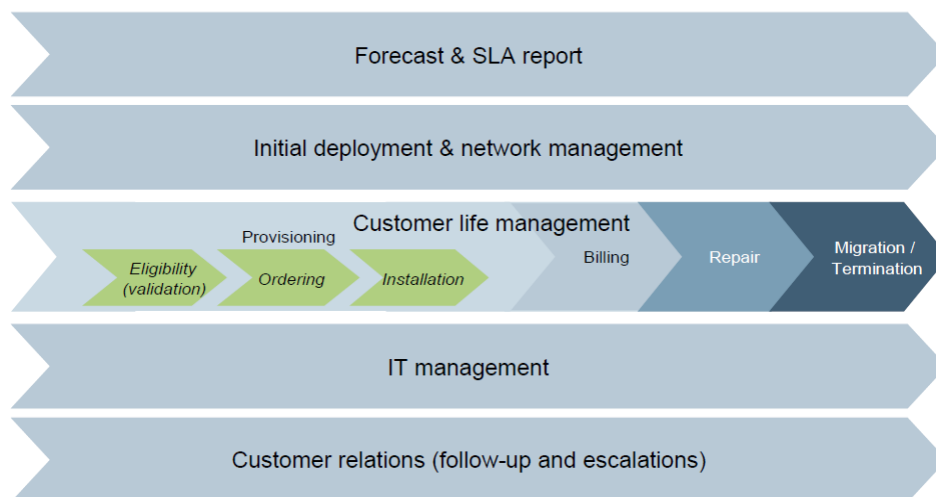 Forecast & SLA report
Initial deployment & network management
Customer life management
Provisioning
Eligibility
(validation)
Ordering
Installation
Billing
Repair
Migration /
Termination
IT management
Customer relations (follow-up and escalations)